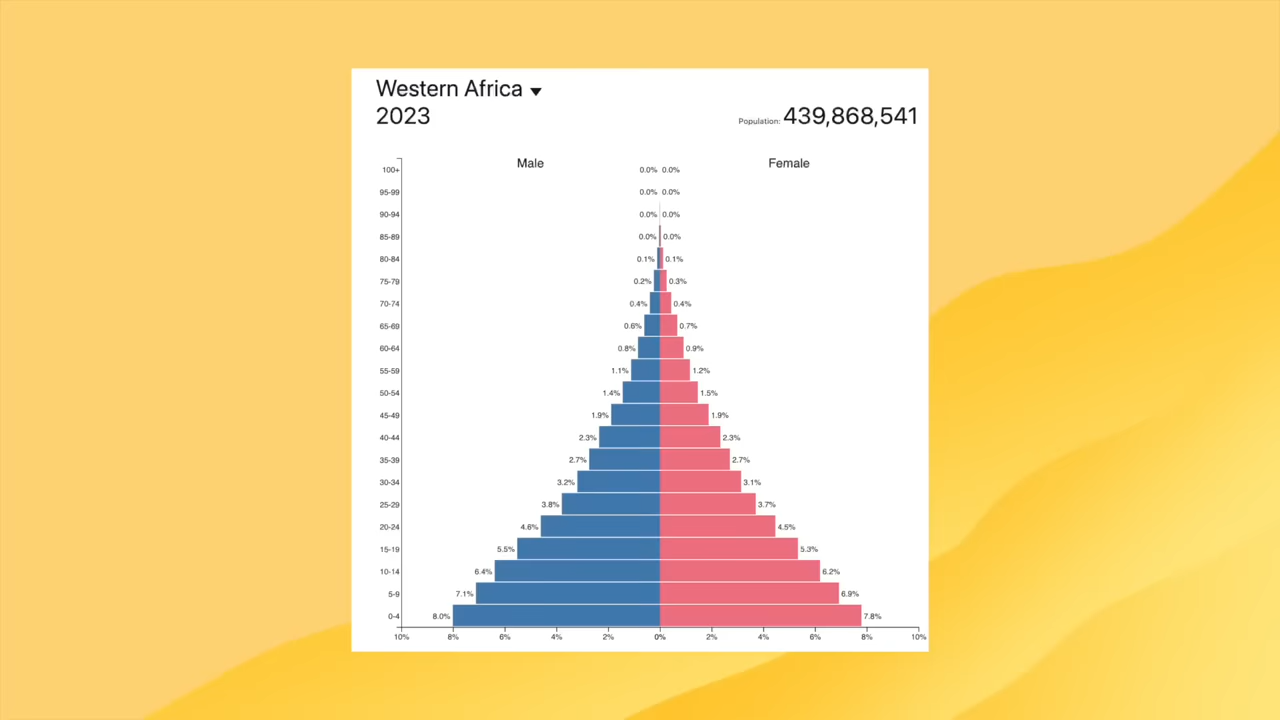 Western Africa
2023
Population: 439,868,541
Male Female
100+ 0.0% 0.0%
95-99 0.0% 0.0%
90-94 0.0% 0.0%
85-89 0.0% 0.0%
80-84 0.1% 0.1%
75-79 0.2% 0.3%
70-74 0.4% 0.4%
65-69 0.6% 0.7%
60-64 0.8% 0.9%
55-59 1.1% 1.2%
50-54 1.4% 1.5%
45-49 1.9% 1.9%
40-44 2.3% 2.3%
35-39 2.7% 2.7%
30-34 3.2% 3.1%
25-29 3.8% 3.7%
20-24 4.6% 4.5%
15-19 5.5% 5.3%
10-14 6.4% 6.2%
5-9 7.1% 6.9%
0-4 8.0% 7.8%
10% 8% 6% 4% 2% 0% 2% 4% 6% 8% 10%